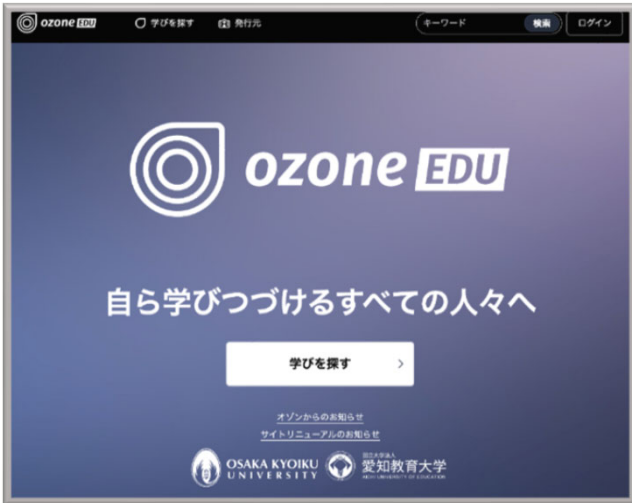 ozone EDU 学びを探す 発行元 キーワード 検索 ログイン
ozone EDU
自ら学びつづけるすべての人々へ
学びを探す
オゾンからのお知らせ
サイトリニューアルのお知らせ
OSAKA KYOIKU
UNIVERSITY
国立大学法人
愛知教育大学
AICHI UNIVERSITY OF EDUCATION